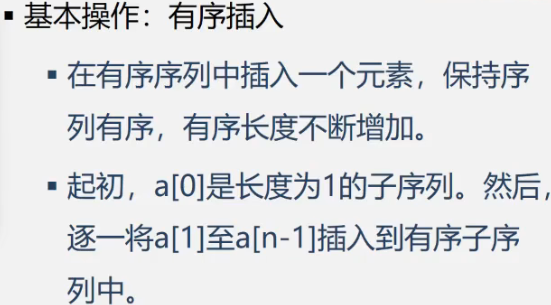 ▪ 基本操作：有序插入
▪ 在有序序列中插入一个元素，保持序
列有序，有序长度不断增加。
▪ 起初，a[0]是长度为1的子序列。然后，
逐一将a[1]至a[n-1]插入到有序子序
列中。